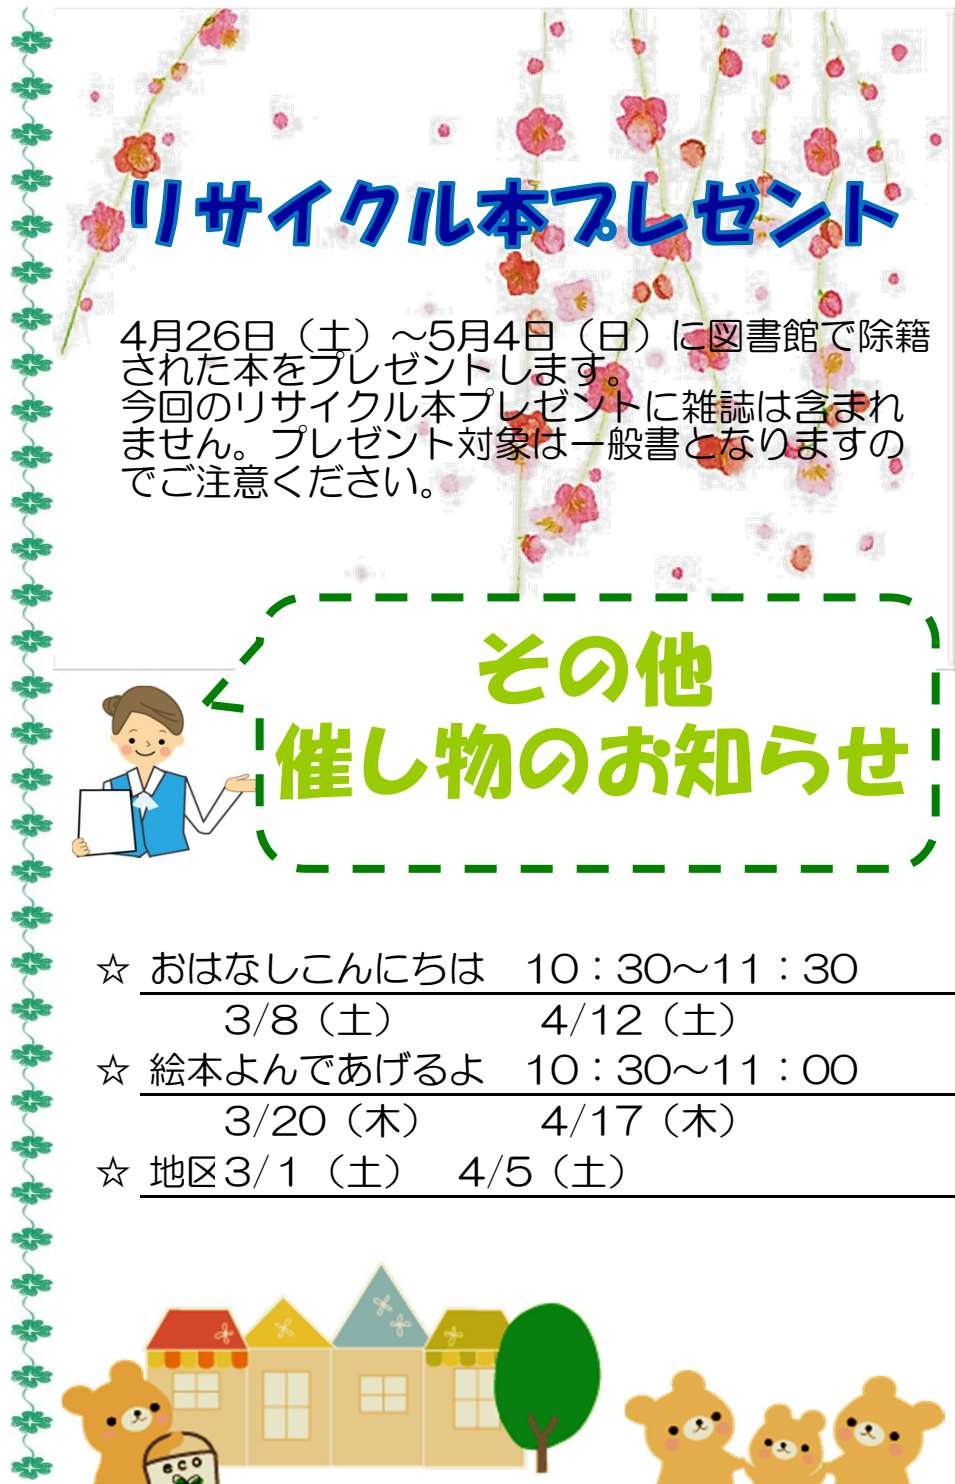 リサイクル本プレゼント
4月26日（土）～5月4日（日）に図書館で除籍
された本をプレゼントします。
今回のリサイクル本プレゼントに雑誌は含まれ
ません。プレゼント対象は一般書となりますの
でご注意ください。
その他
催し物のお知らせ
☆ おはなしこんにちは　10：30～11：30
3/8（土）　4/12（土）
☆ 絵本よんであげるよ　10：30～11：00
3/20（木）　4/17（木）
☆ 地区3/1（土）　4/5（土）
eco